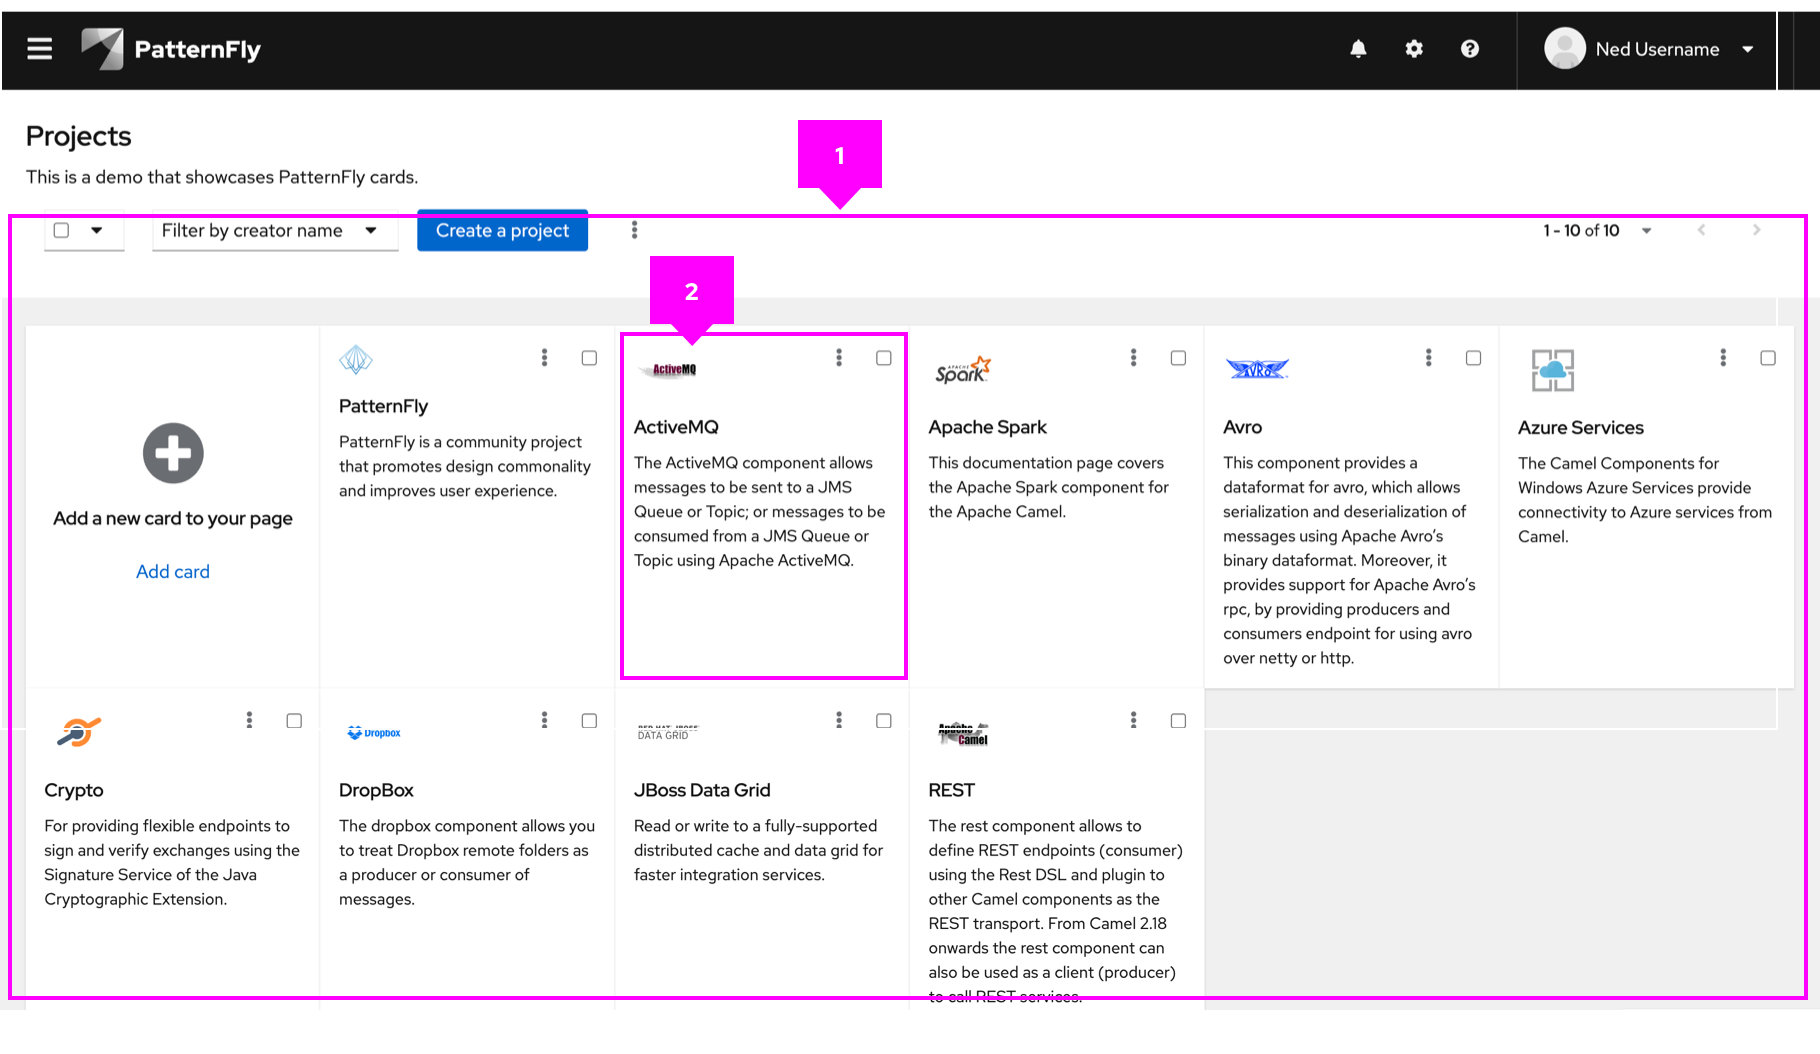 PatternFly
Ned Username
Projects
This is a demo that showcases PatternFly cards.
1
Filter by creator name
Create a project
1 - 10 of 10
2
Add a new card to your page
Add card
PatternFly
PatternFly is a community project
that promotes design commonality
and improves user experience.
ActiveMQ
ActiveMQ
The ActiveMQ component allows
messages to be sent to a JMS
Queue or Topic; or messages to be
consumed from a JMS Queue or
Topic using Apache ActiveMQ.
APACHE
Spark
Apache Spark
This documentation page covers
the Apache Spark component for
the Apache Camel.
AVRO
Avro
This component provides a
dataformat for avro, which allows
serialization and deserialization of
messages using Apache Avro's
binary dataformat. Moreover, it
provides support for Apache Avro's
rpc, by providing producers and
consumers endpoint for using avro
over netty or http.
Azure Services
The Camel Components for
Windows Azure Services provide
connectivity to Azure services from
Camel.
Crypto
For providing flexible endpoints to
sign and verify exchanges using the
Signature Service of the Java
Cryptographic Extension.
Dropbox
DropBox
The dropbox component allows you
to treat Dropbox remote folders as
a producer or consumer of
messages.
RED HAT JBOSS
DATA GRID
JBoss Data Grid
Read or write to a fully-supported
distributed cache and data grid for
faster integration services.
Apache
Camel
REST
The rest component allows to
define REST endpoints (consumer)
using the Rest DSL and plugin to
other Camel components as the
REST transport. From Camel 2.18
onwards the rest component can
also be used as a client (producer)
to call REST services.